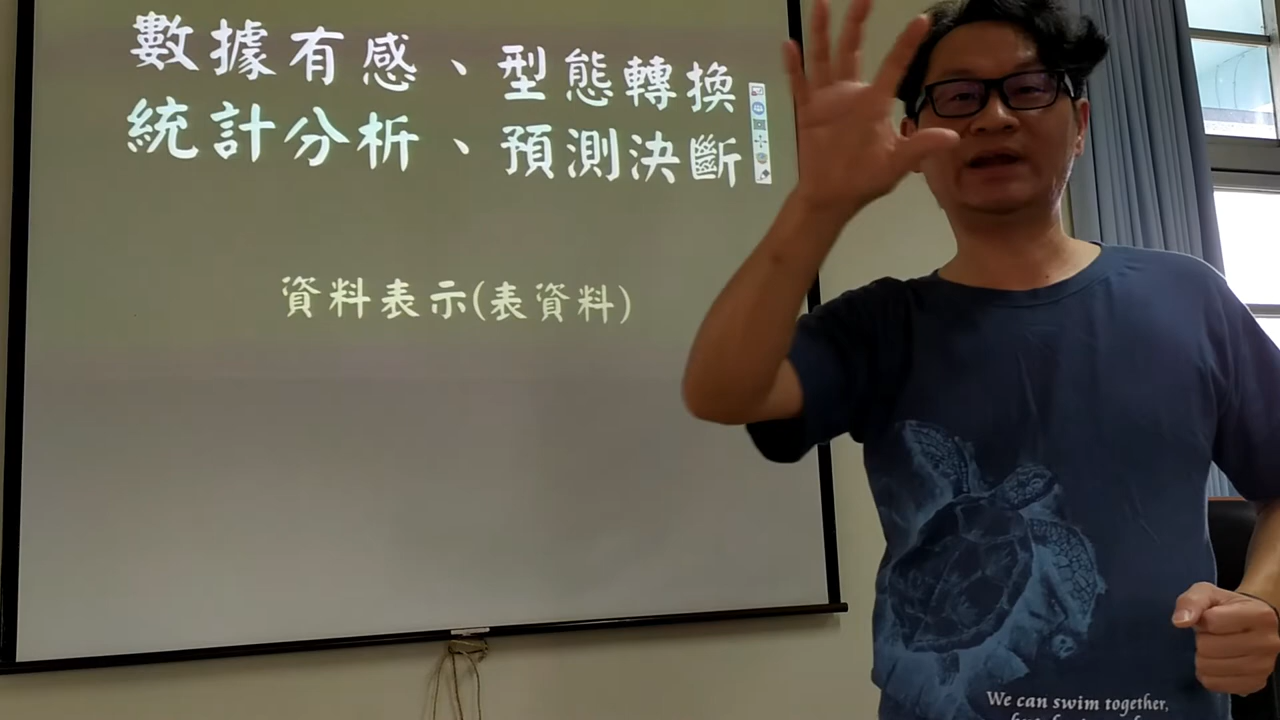 數據有感、型態轉換
統計分析、預測決斷
資料表示(表資料)
We can swim together,